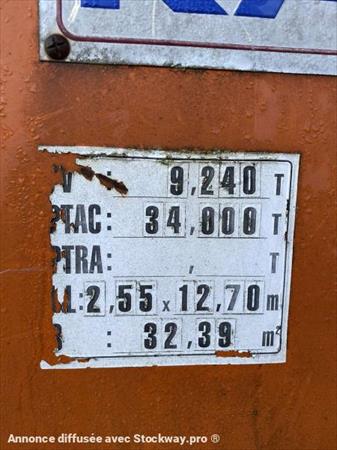 V : 9,240 T
PTAC: 34,000 T
PTRA: , T
L: 2,55 x 12,70 m
S : 32,39 m²
Annonce diffusée avec Stockway.pro ®